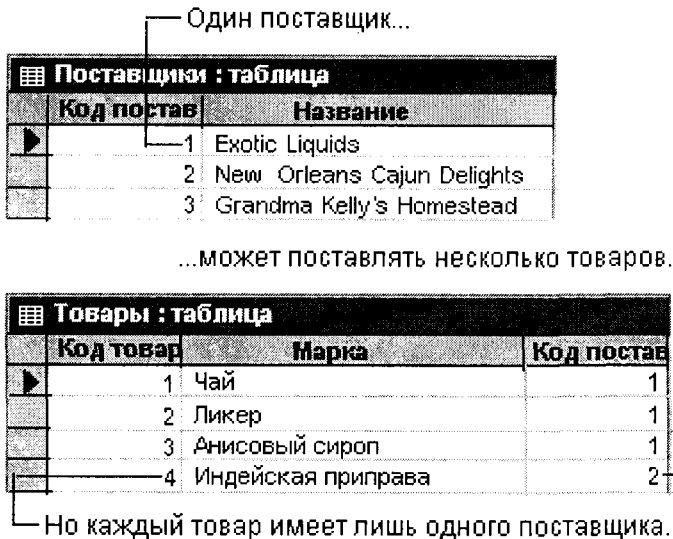 Один поставщик...
Поставщики : таблица
Код постав Название
1 Exotic Liquids
2 New Orleans Cajun Delights
3 Grandma Kelly's Homestead
...может поставлять несколько товаров.
Товары : таблица
Код товар Марка Код постав
1 Чай 1
2 Ликер 1
3 Анисовый сироп 1
4 Индейская приправа 2
Но каждый товар имеет лишь одного поставщика.